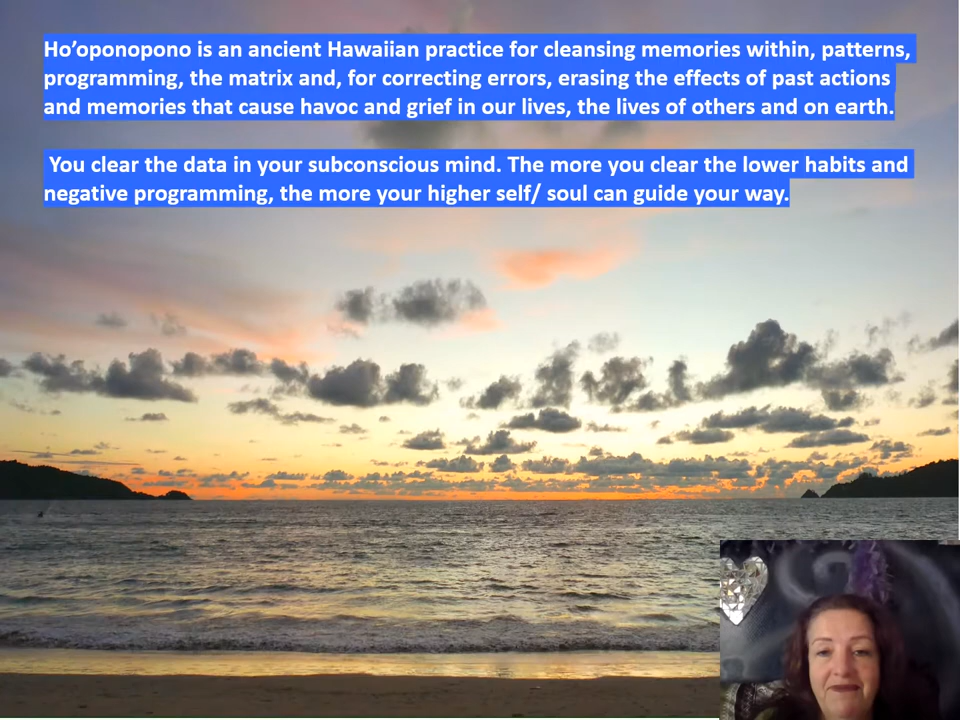 Ho’oponopono is an ancient Hawaiian practice for cleansing memories within, patterns,
programming, the matrix and, for correcting errors, erasing the effects of past actions
and memories that cause havoc and grief in our lives, the lives of others and on earth.
You clear the data in your subconscious mind. The more you clear the lower habits and
negative programming, the more your higher self/ soul can guide your way.